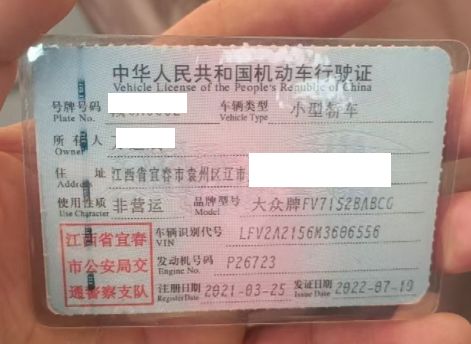 中华人民共和国机动车行驶证
Vehicle License of the People's Republic of China
号牌号码 车辆类型 小型轿车
Plate No. Vehicle Type
所有人
Owner
住 址 江西省宜春市袁州区辽市
Address
使用性质 非营运 品牌型号 大众牌FV7152BABCG
Use Character Model
江西省宜春 车辆识别代号 LFV2A2156M3606556
VIN
市公安局交 发动机号码 P26723
Engine No.
通警察支队 注册日期 2021-03-25 发证日期 2022-07-19
Register Date Issue Date